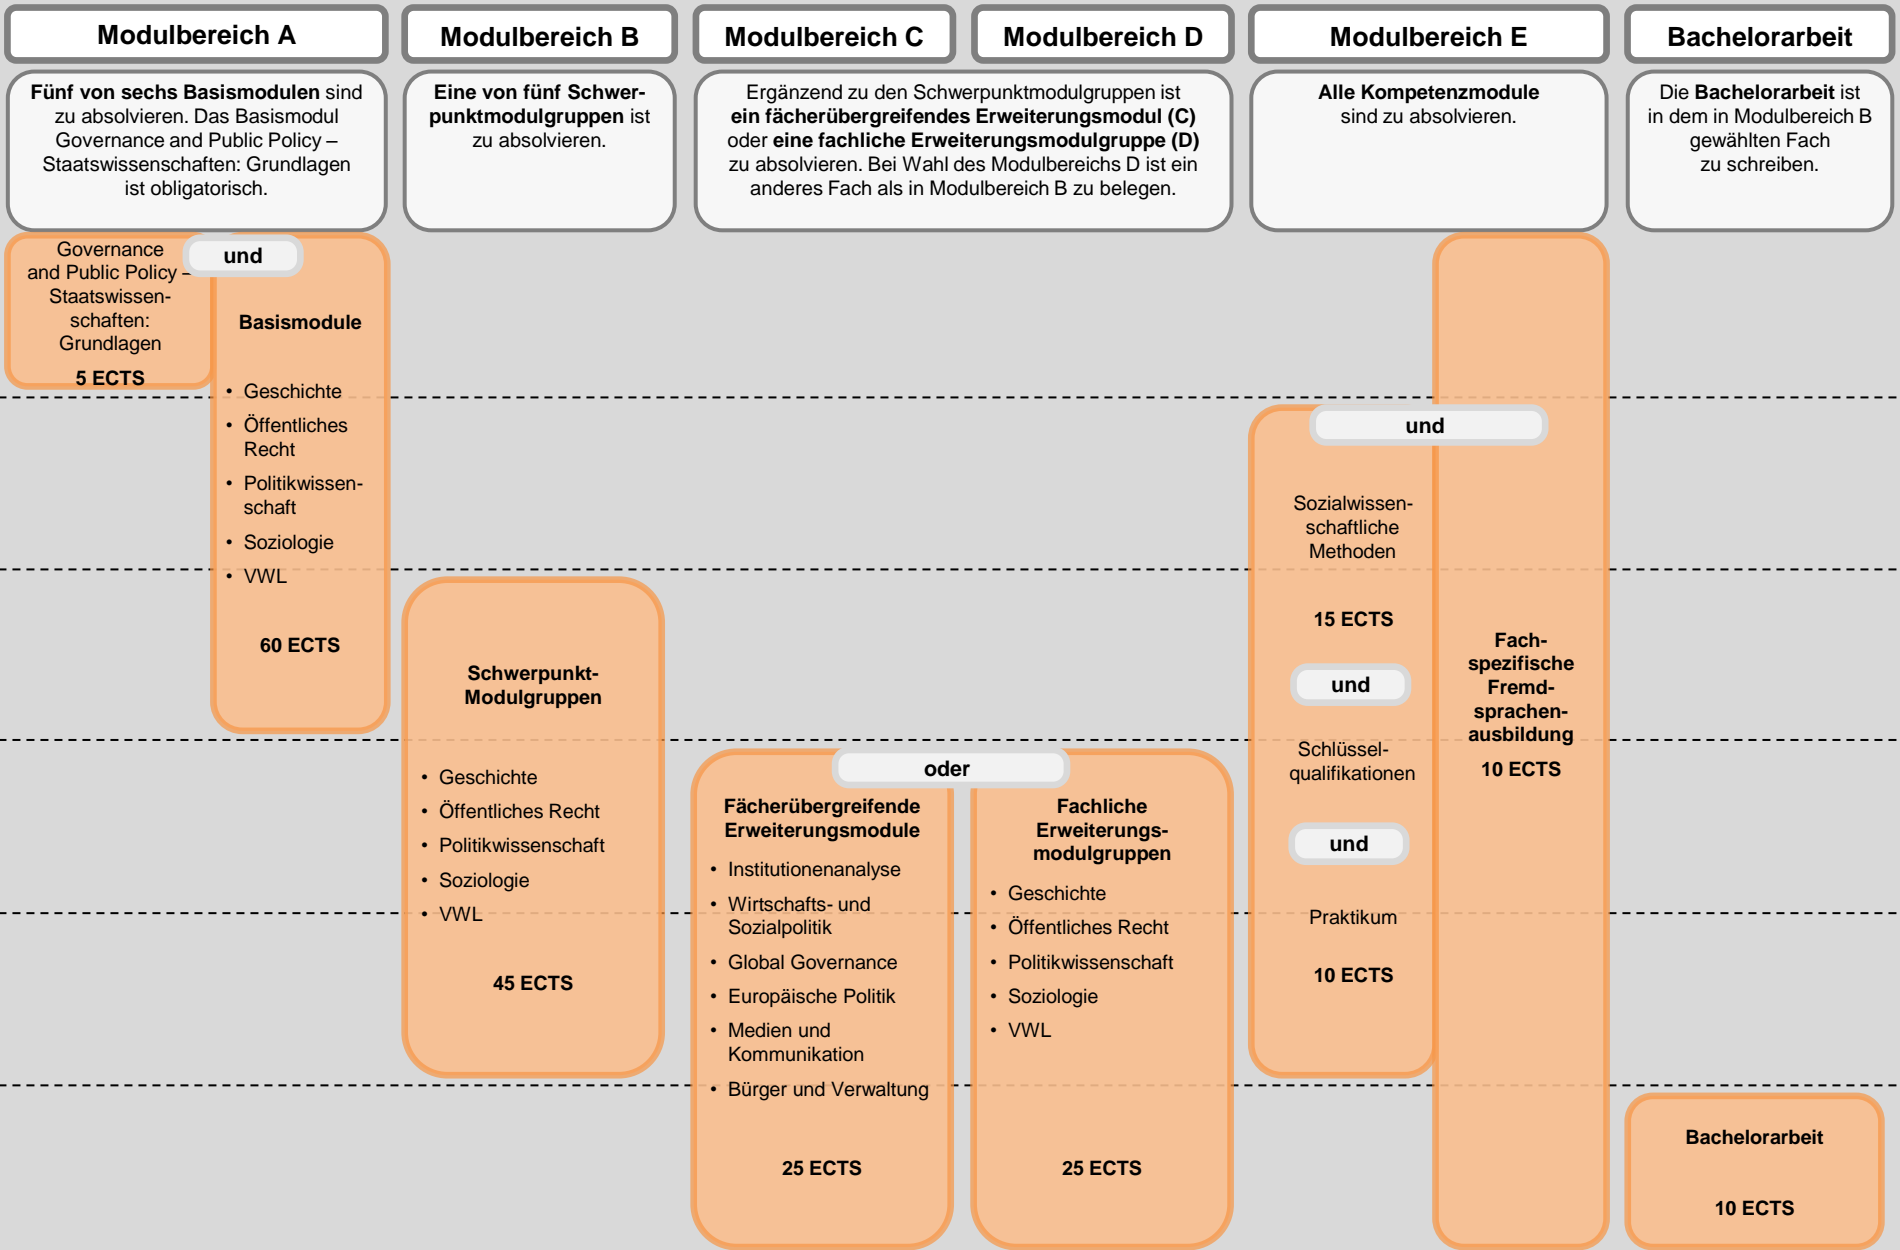 Modulbereich A
Modulbereich B
Modulbereich C
Modulbereich D
Modulbereich E
Bachelorarbeit
Fünf von sechs Basismodulen sind
zu absolvieren. Das Basismodul
Governance and Public Policy –
Staatswissenschaften: Grundlagen
ist obligatorisch.
Eine von fünf Schwer-
punktmodulgruppen ist
zu absolvieren.
Ergänzend zu den Schwerpunktmodulgruppen ist
ein fächerübergreifendes Erweiterungsmodul (C)
oder eine fachliche Erweiterungsmodulgruppe (D)
zu absolvieren. Bei Wahl des Modulbereichs D ist ein
anderes Fach als in Modulbereich B zu belegen.
Alle Kompetenzmodule
sind zu absolvieren.
Die Bachelorarbeit ist
in dem in Modulbereich B
gewählten Fach
zu schreiben.
Governance
and Public Policy –
Staatswissen-
schaften:
Grundlagen
5 ECTS
und
Basismodule
• Geschichte
• Öffentliches
Recht
• Politikwissen-
schaft
• Soziologie
• VWL
60 ECTS
Schwerpunkt-
Modulgruppen
• Geschichte
• Öffentliches Recht
• Politikwissenschaft
• Soziologie
• VWL
45 ECTS
oder
Fächerübergreifende
Erweiterungsmodule
• Institutionenanalyse
• Wirtschafts- und
Sozialpolitik
• Global Governance
• Europäische Politik
• Medien und
Kommunikation
• Bürger und Verwaltung
25 ECTS
Fachliche
Erweiterungs-
modulgruppen
• Geschichte
• Öffentliches Recht
• Politikwissenschaft
• Soziologie
• VWL
25 ECTS
und
Sozialwissen-
schaftliche
Methoden
15 ECTS
und
Schlüssel-
qualifikationen
und
Praktikum
10 ECTS
Fach-
spezifische
Fremd-
sprachen-
ausbildung
10 ECTS
Bachelorarbeit
10 ECTS